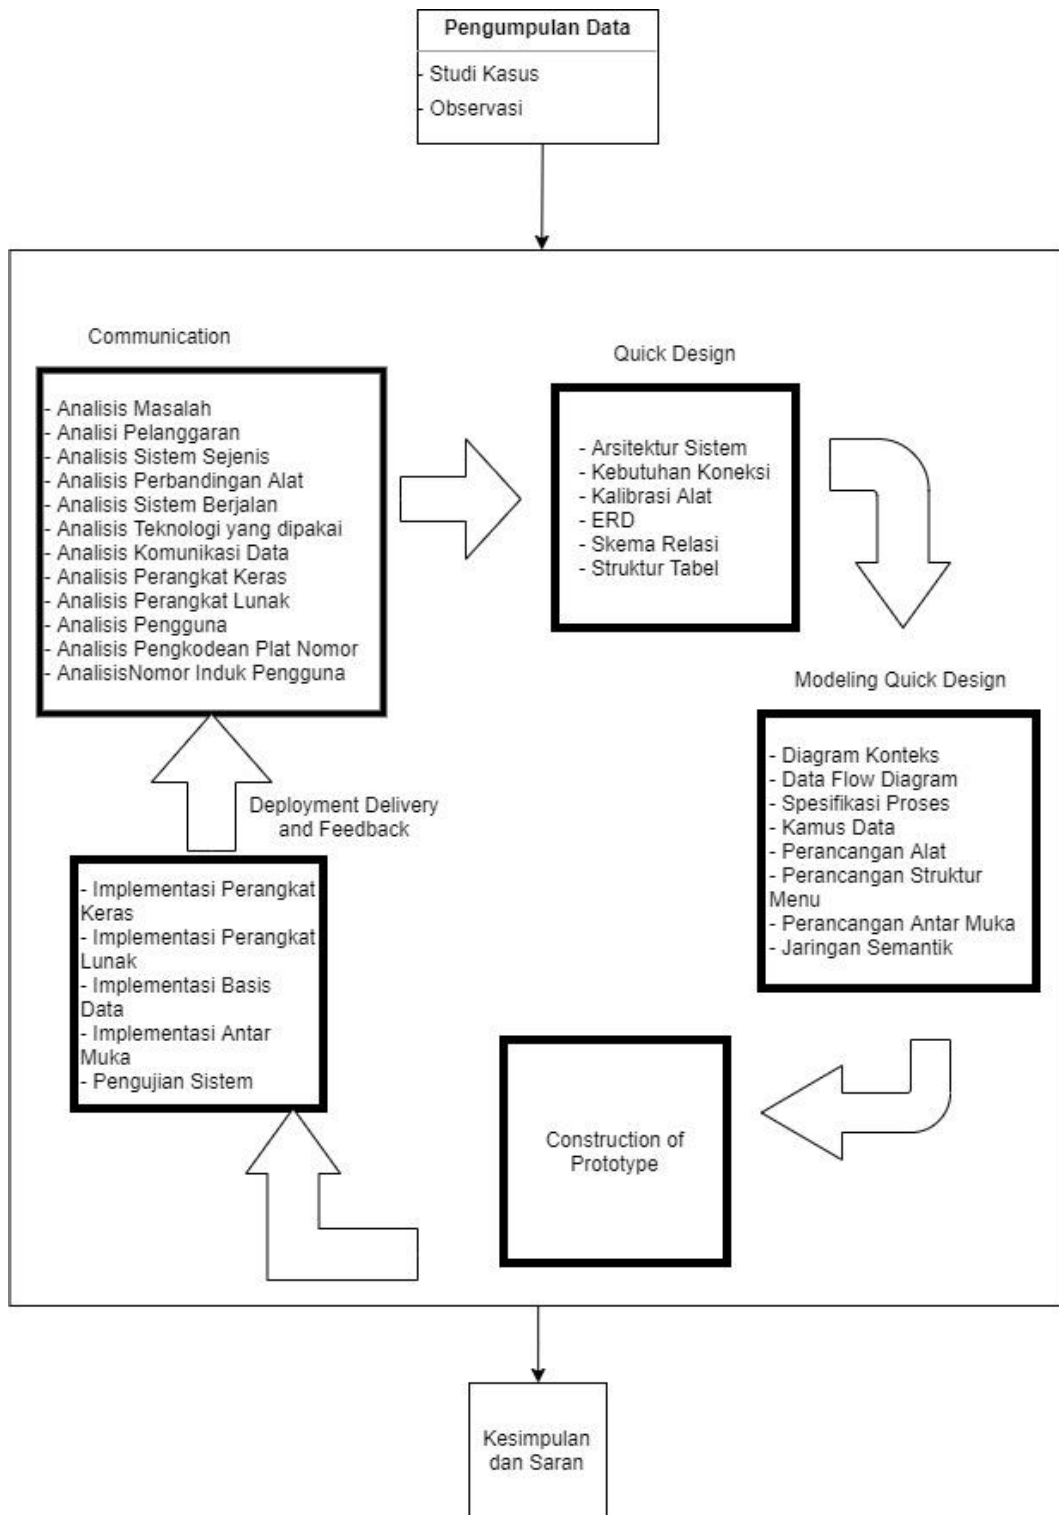 Pengumpulan Data
- Studi Kasus
- Observasi
Communication
- Analisis Masalah
- Analisi Pelanggaran
- Analisis Sistem Sejenis
- Analisis Perbandingan Alat
- Analisis Sistem Berjalan
- Analisis Teknologi yang dipakai
- Analisis Komunikasi Data
- Analisis Perangkat Keras
- Analisis Perangkat Lunak
- Analisis Pengguna
- Analisis Pengkodean Plat Nomor
- AnalisisNomor Induk Pengguna
Quick Design
- Arsitektur Sistem
- Kebutuhan Koneksi
- Kalibrasi Alat
- ERD
- Skema Relasi
- Struktur Tabel
Modeling Quick Design
- Diagram Konteks
- Data Flow Diagram
- Spesifikasi Proses
- Kamus Data
- Perancangan Alat
- Perancangan Struktur
Menu
- Perancangan Antar Muka
- Jaringan Semantik
Construction of
Prototype
Deployment Delivery
and Feedback
- Implementasi Perangkat
Keras
- Implementasi Perangkat
Lunak
- Implementasi Basis
Data
- Implementasi Antar
Muka
- Pengujian Sistem
Kesimpulan
dan Saran